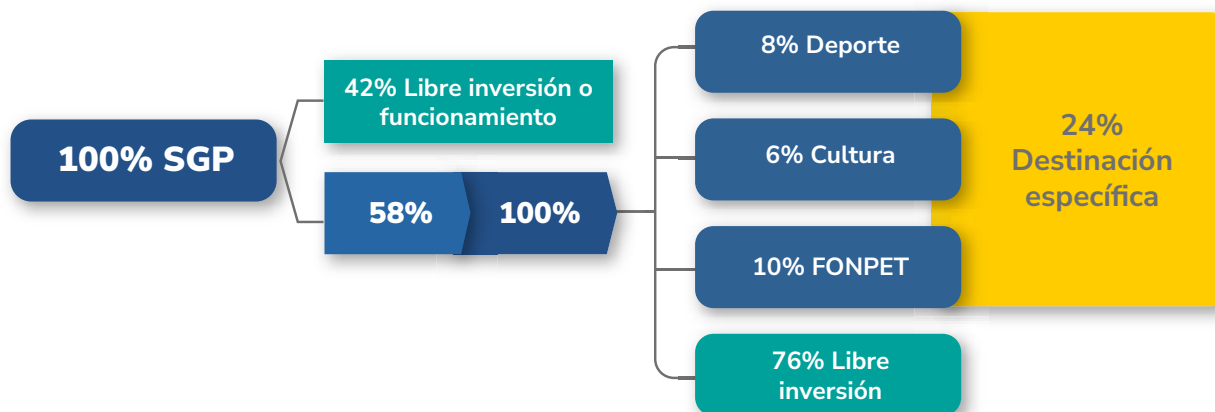 100% SGP
42% Libre inversión o
funcionamiento
58%
100%
8% Deporte
6% Cultura
10% FONPET
76% Libre
inversión
24%
Destinación
específica